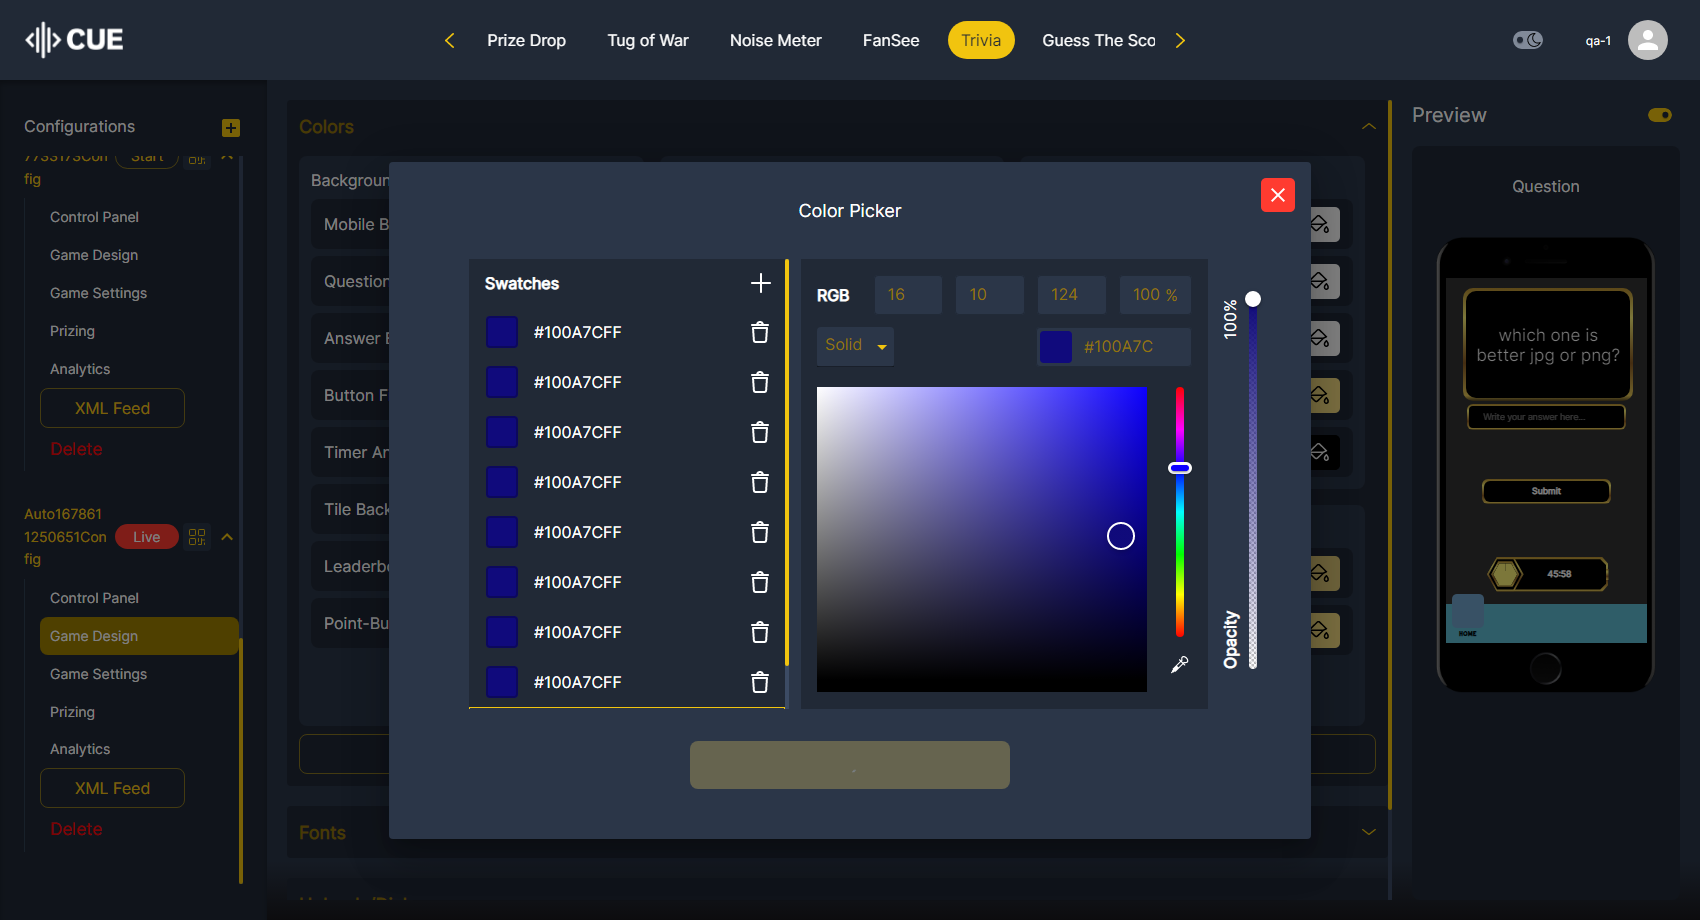 CUE
Prize Drop
Tug of War
Noise Meter
FanSee
Trivia
Guess The Sco
qa-1
Configurations
7733173Con
fig
Start
Control Panel
Game Design
Game Settings
Prizing
Analytics
XML Feed
Delete
Auto167861
1250651Con
fig
Live
Control Panel
Game Design
Game Settings
Prizing
Analytics
XML Feed
Delete
Colors
Backgroun
Mobile B
Question
Answer B
Button F
Timer An
Tile Back
Leaderbo
Point-Bu
Fonts
Color Picker
Swatches
#100A7CFF
#100A7CFF
#100A7CFF
#100A7CFF
#100A7CFF
#100A7CFF
#100A7CFF
#100A7CFF
RGB
16
10
124
100 %
Solid
#100A7C
100%
Opacity
Preview
Question
which one is
better jpg or png?
Write your answer here...
Submit
45:58
HOME